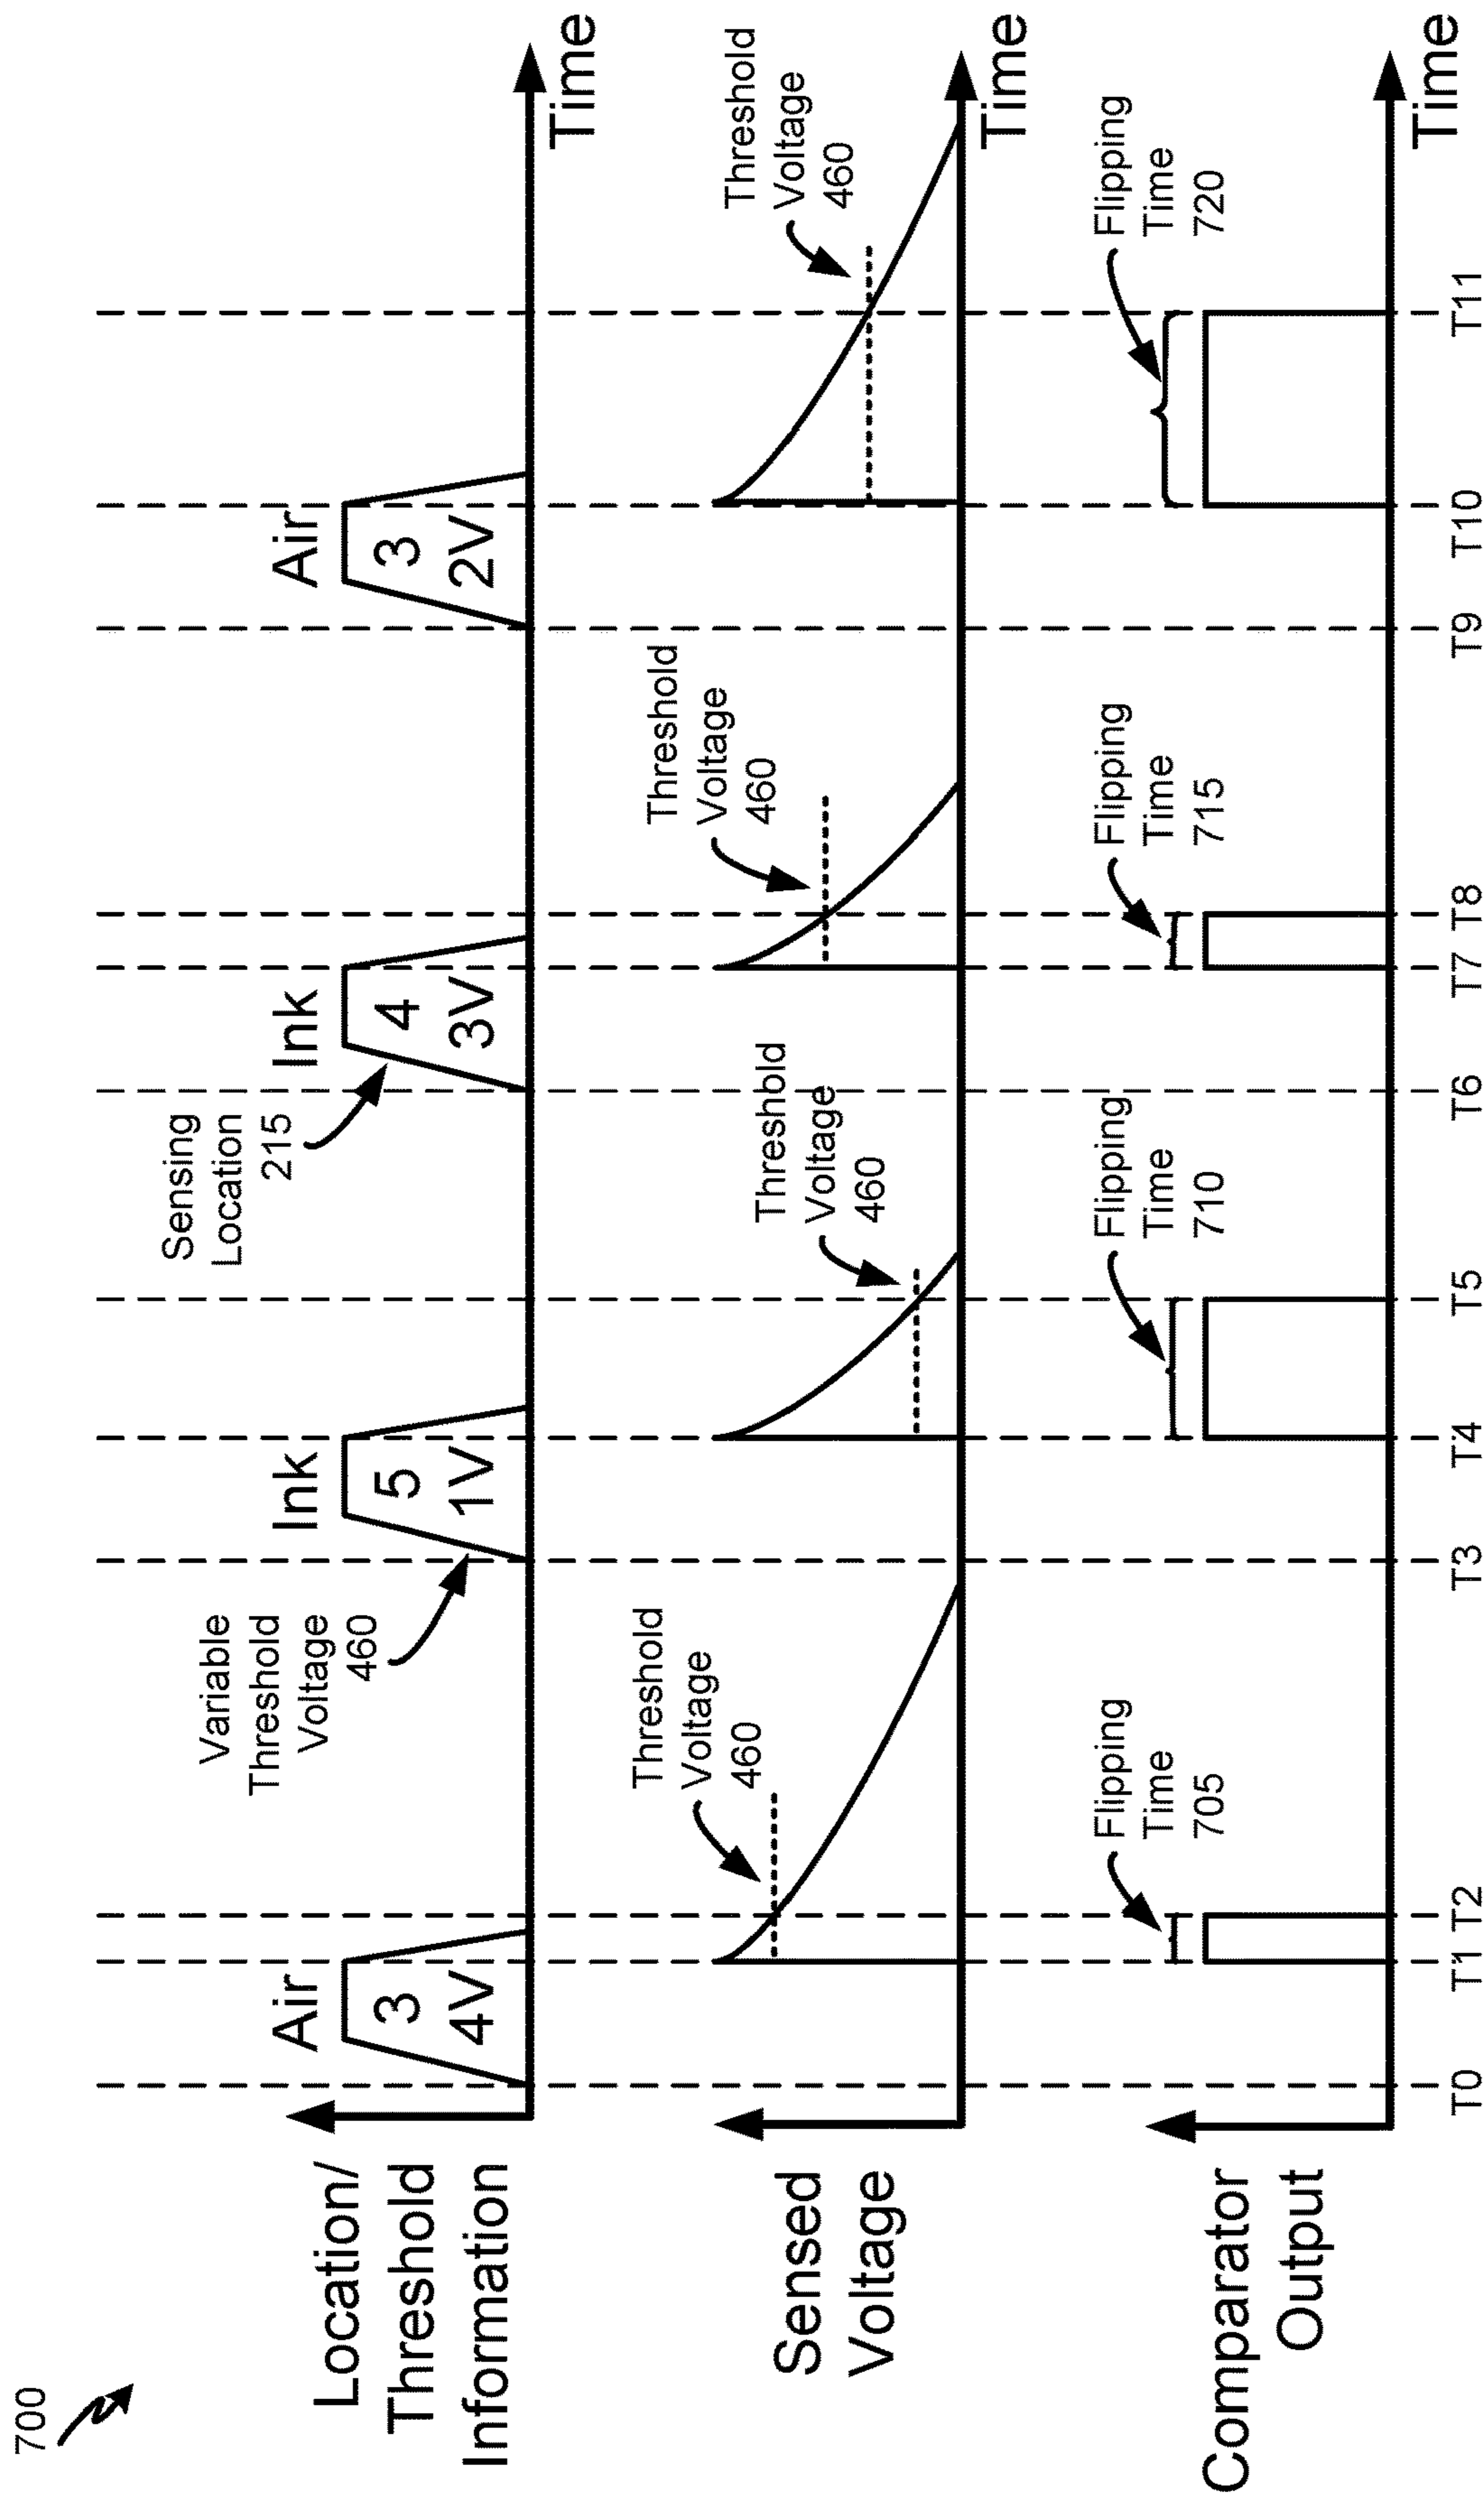 700
Location/
Threshold
Information
Air
3
4V
Variable
Threshold
Voltage
460
Ink
5
1V
Sensing
Location
215
Ink
4
3V
Air
3
2V
Time
Sensed
Voltage
Threshold
Voltage
460
Threshold
Voltage
460
Threshold
Voltage
460
Threshold
Voltage
460
Time
Comparator
Output
Flipping
Time
705
Flipping
Time
710
Flipping
Time
715
Flipping
Time
720
Time
T0 T1 T2 T3 T4 T5 T6 T7 T8 T9 T10 T11